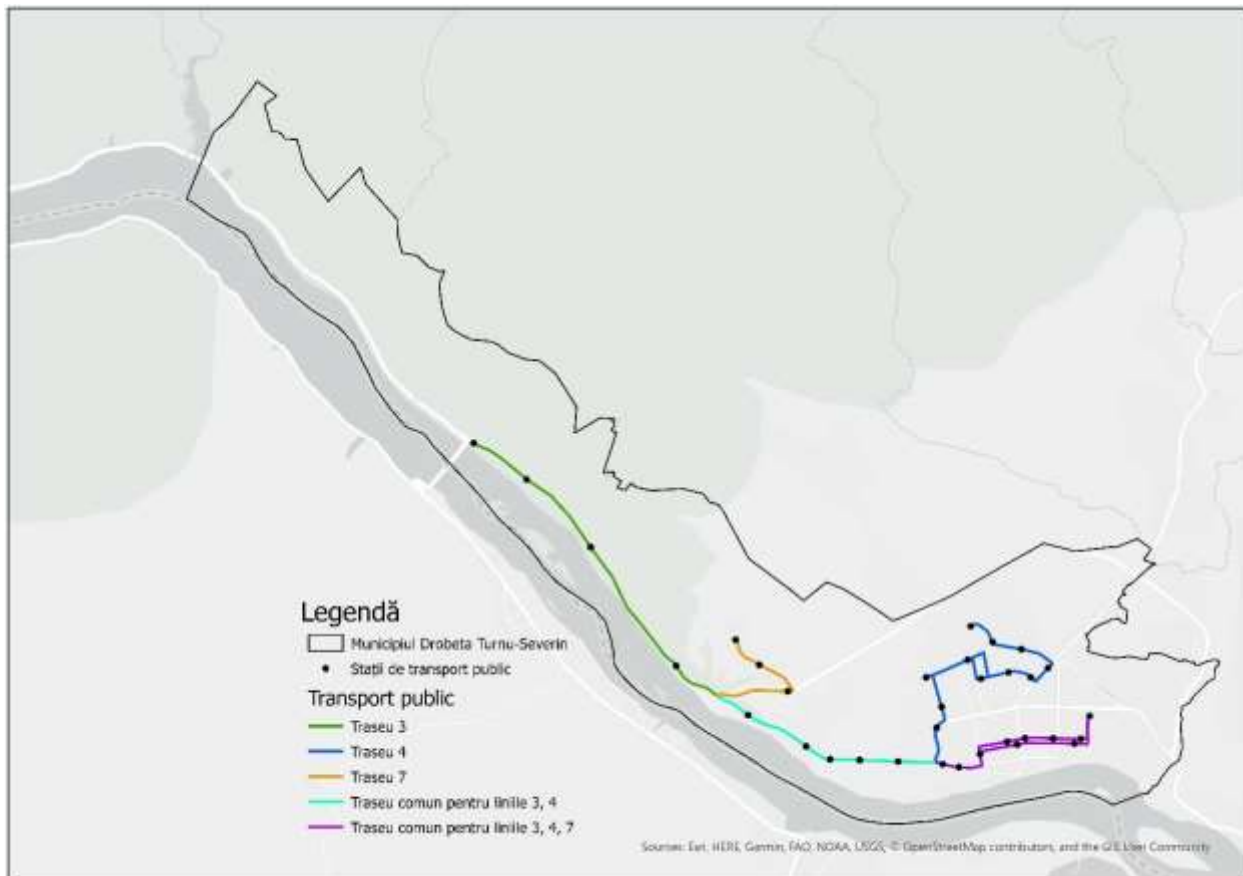 Legendă
Municipiul Drobeta Turnu-Severin
Stații de transport public
Transport public
Traseu 3
Traseu 4
Traseu 7
Traseu comun pentru liniile 3, 4
Traseu comun pentru liniile 3, 4, 7
Sources: Esri, HERE, Garmin, FAO, NOAA, USGS, © OpenStreetMap contributors, and the GIS User Community